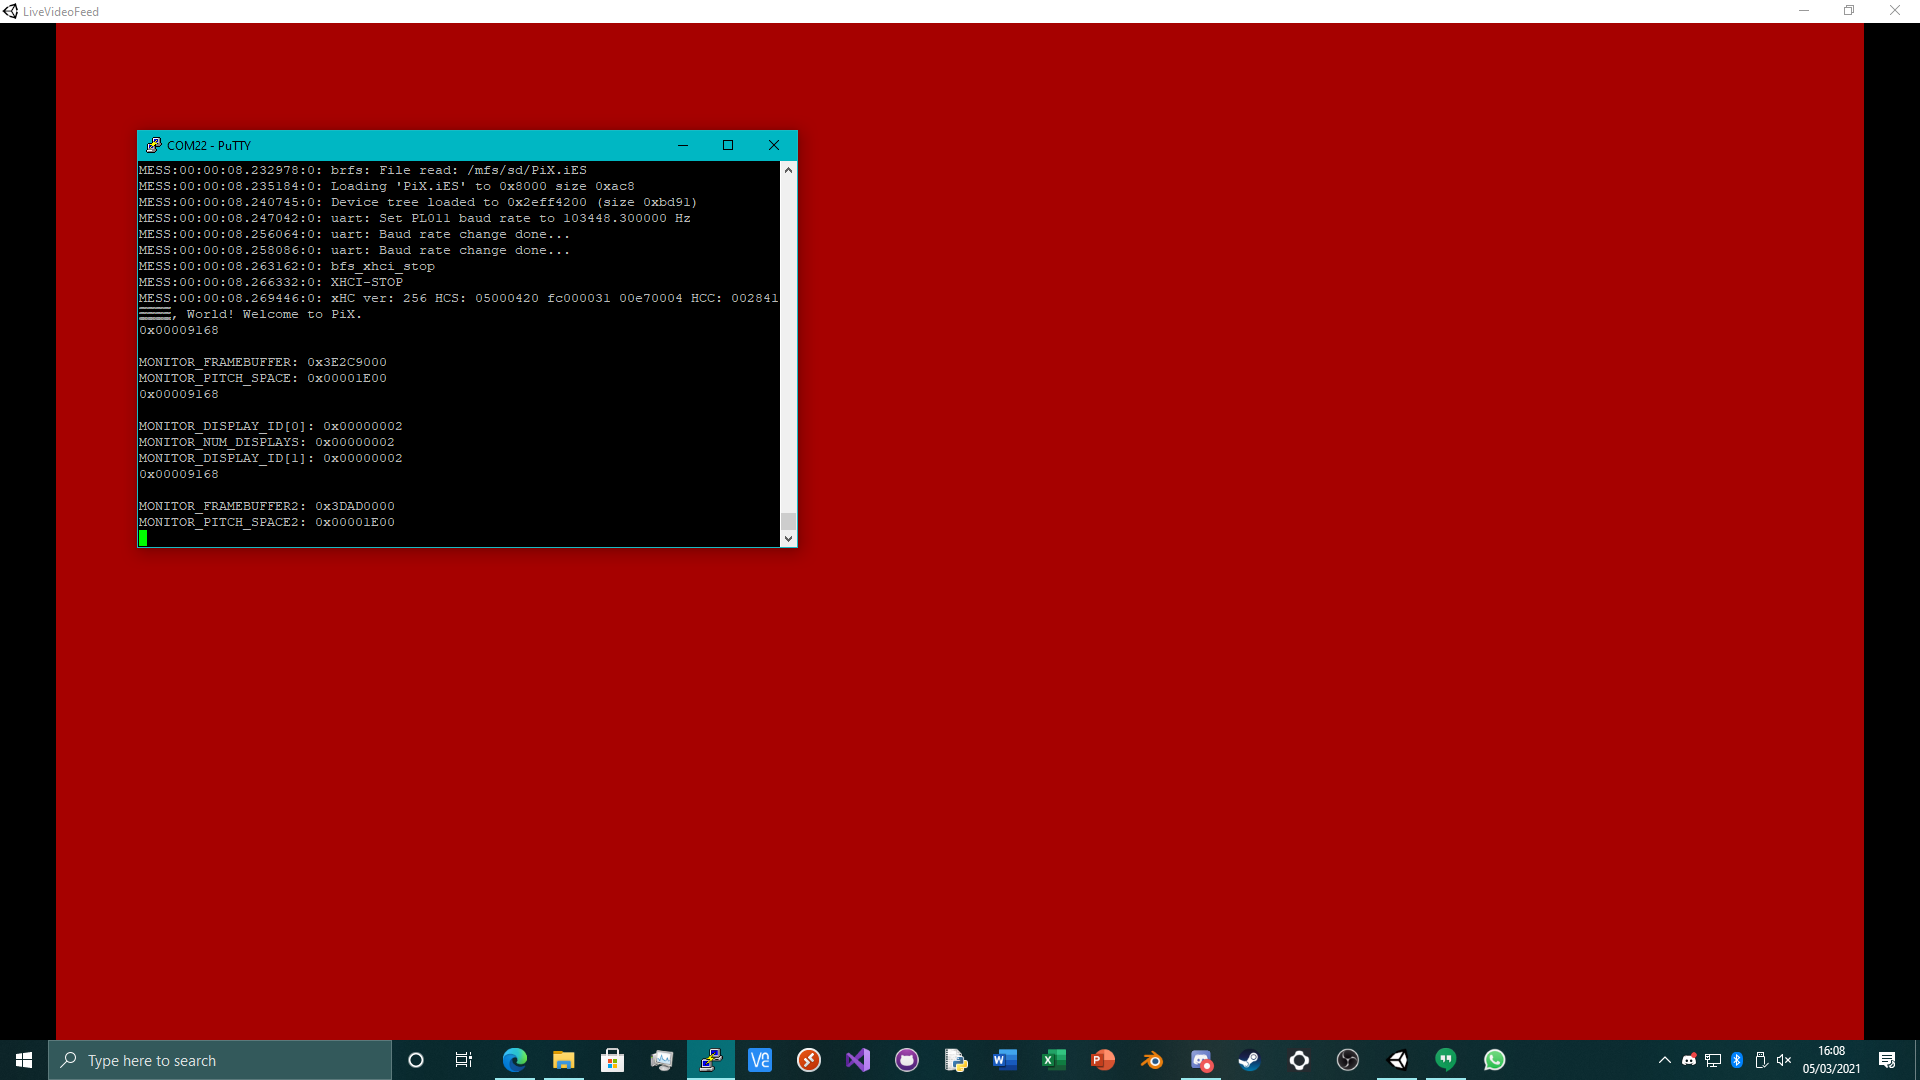 LiveVideoFeed
COM22 - PuTTY
MESS:00:00:08.232978:0: brfs: File read: /mfs/sd/PiX.iES
MESS:00:00:08.235184:0: Loading 'PiX.iES' to 0x8000 size 0xac8
MESS:00:00:08.240745:0: Device tree loaded to 0x2eff4200 (size 0xbd91)
MESS:00:00:08.247042:0: uart: Set PL011 baud rate to 103448.300000 Hz
MESS:00:00:08.256064:0: uart: Baud rate change done...
MESS:00:00:08.258086:0: uart: Baud rate change done...
MESS:00:00:08.263162:0: bfs_xhci_stop
MESS:00:00:08.266332:0: XHCI-STOP
MESS:00:00:08.269446:0: xHC ver: 256 HCS: 05000420 fc000031 00e70004 HCC: 002841
, World! Welcome to PiX.
0x00009168
MONITOR_FRAMEBUFFER: 0x3E2C9000
MONITOR_PITCH_SPACE: 0x00001E00
0x00009168
MONITOR_DISPLAY_ID[0]: 0x00000002
MONITOR_NUM_DISPLAYS: 0x00000002
MONITOR_DISPLAY_ID[1]: 0x00000002
0x00009168
MONITOR_FRAMEBUFFER2: 0x3DAD0000
MONITOR_PITCH_SPACE2: 0x00001E00
Type here to search
16:08
05/03/2021